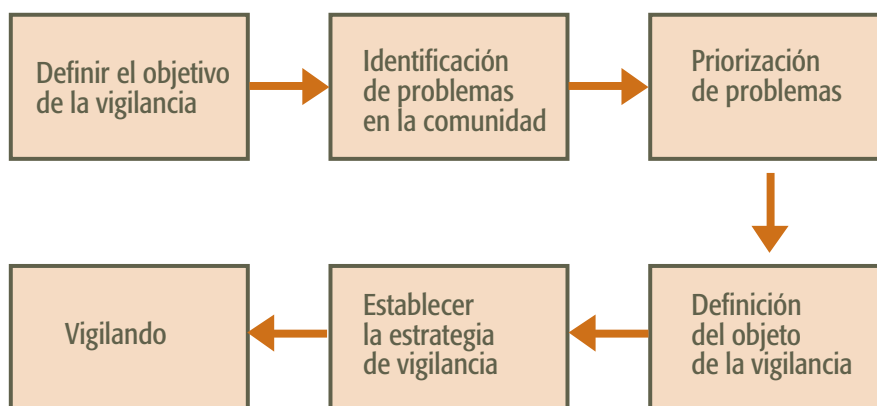 Definir el objetivo
de la vigilancia
Identificación
de problemas
en la comunidad
Priorización
de problemas
Definición
del objeto
de la vigilancia
Establecer
la estrategia
de vigilancia
Vigilando